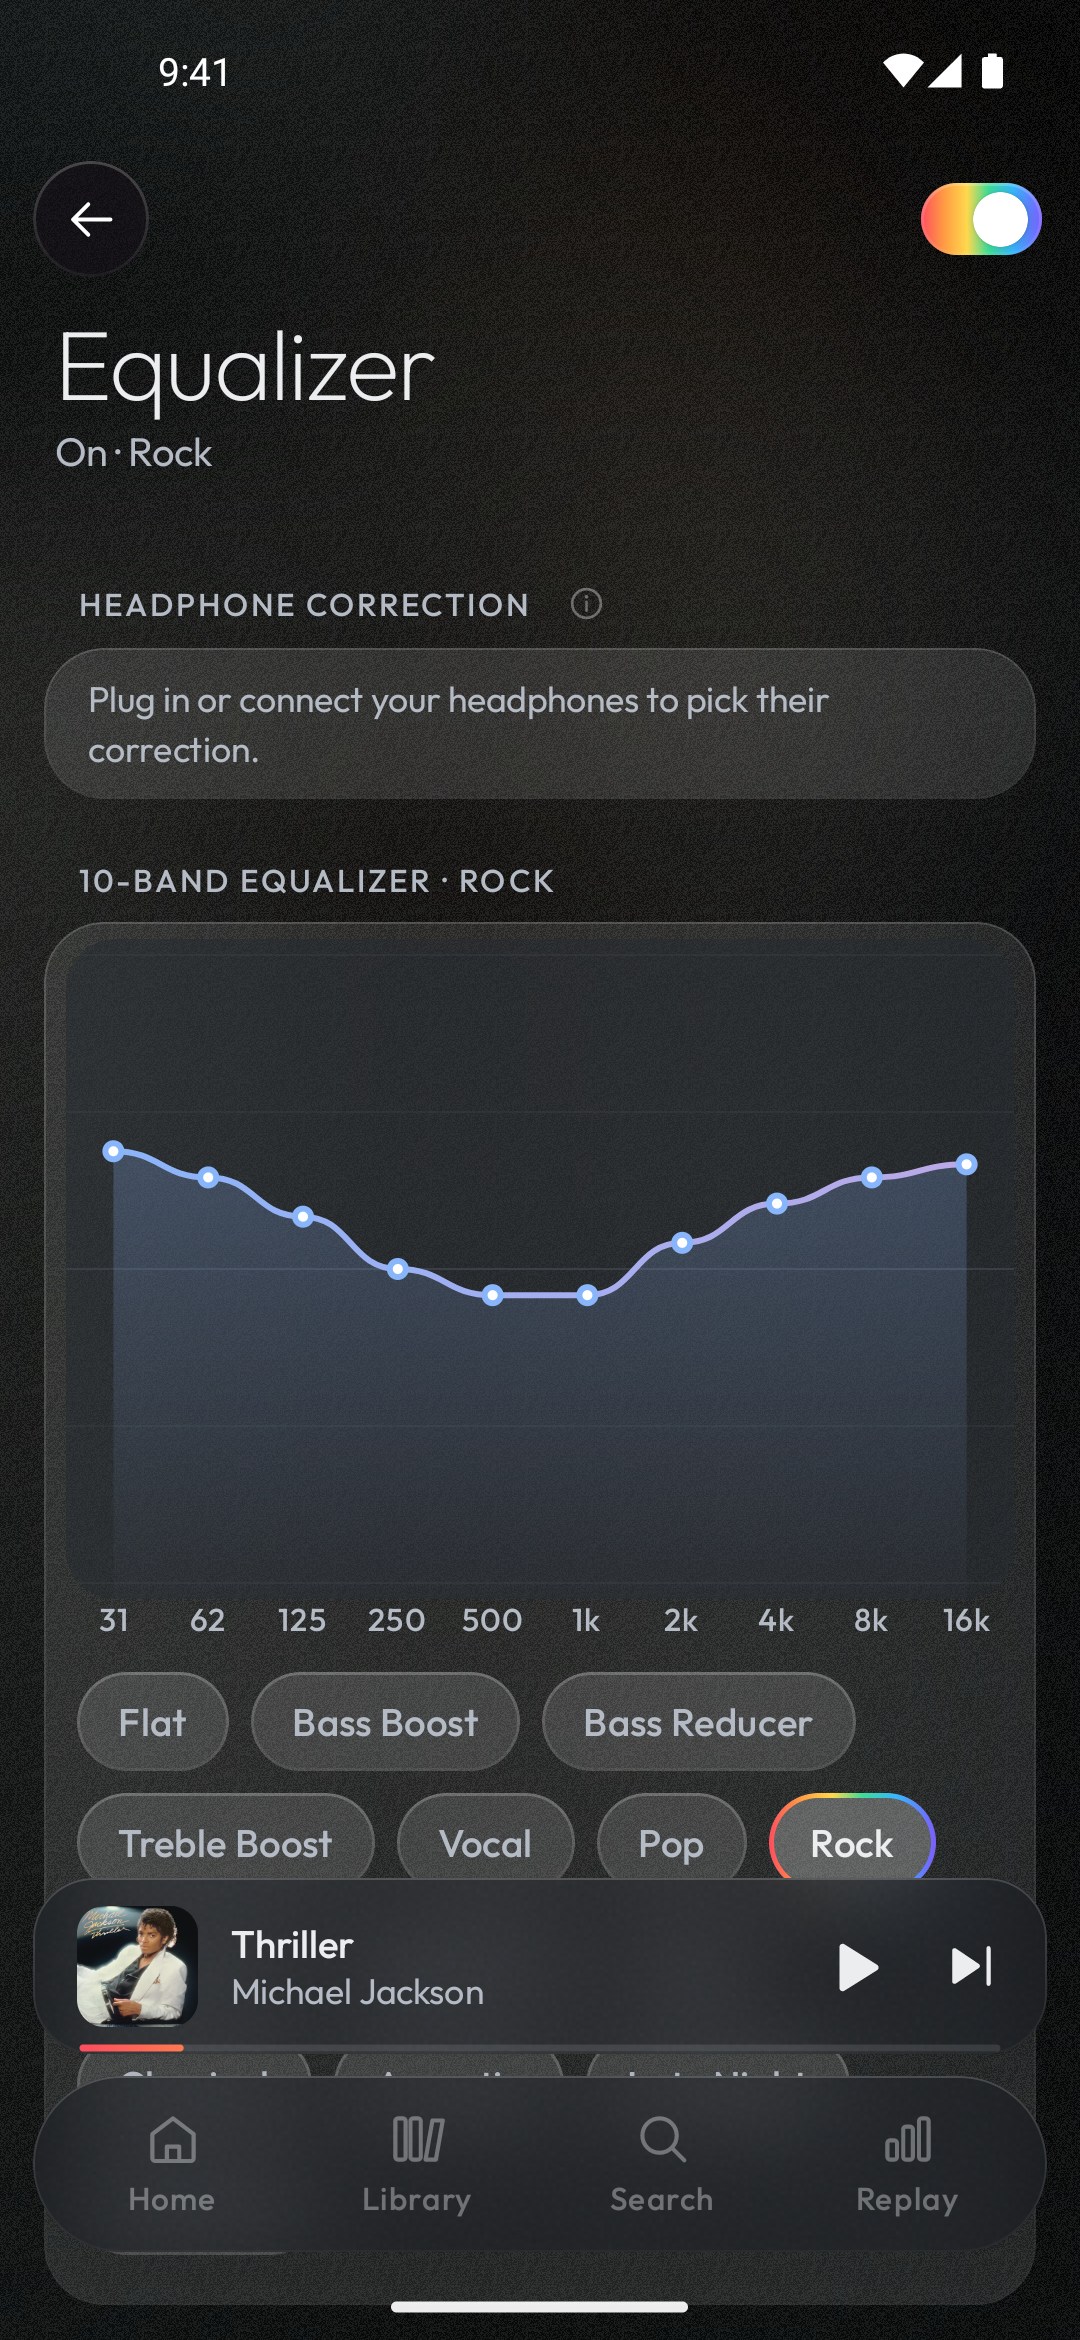 9:41
Equalizer
On · Rock
HEADPHONE CORRECTION
Plug in or connect your headphones to pick their
correction.
10-BAND EQUALIZER · ROCK
31 62 125 250 500 1k 2k 4k 8k 16k
Flat Bass Boost Bass Reducer
Treble Boost Vocal Pop Rock
Thriller
Michael Jackson
Home Library Search Replay